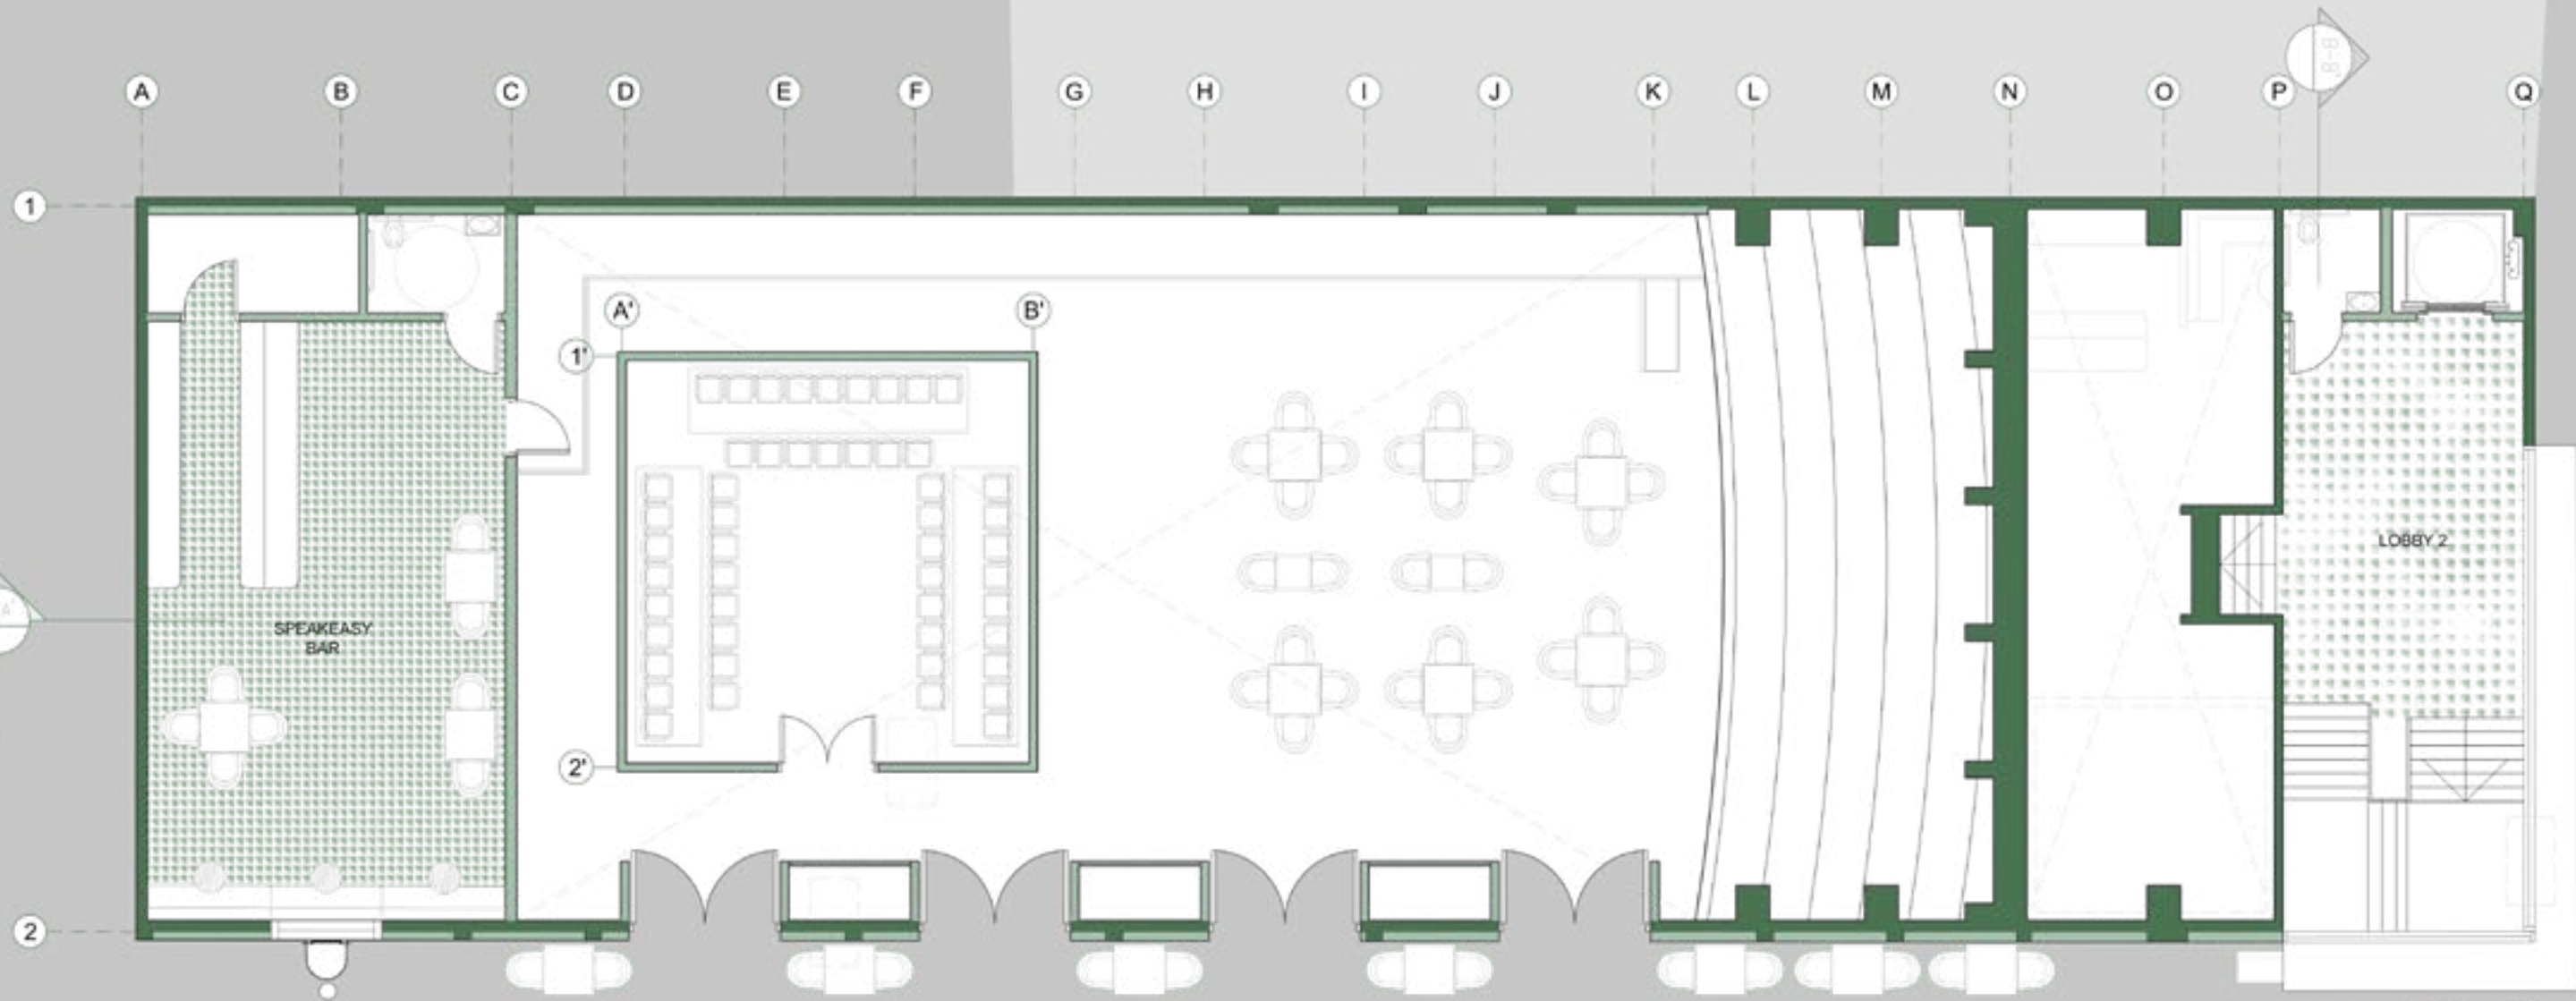 A B C D E F G H I J K L M N O P Q
B-B'
1
A' B'
1'
LOBBY 2
A'
SPEAKEASY
BAR
2'
2